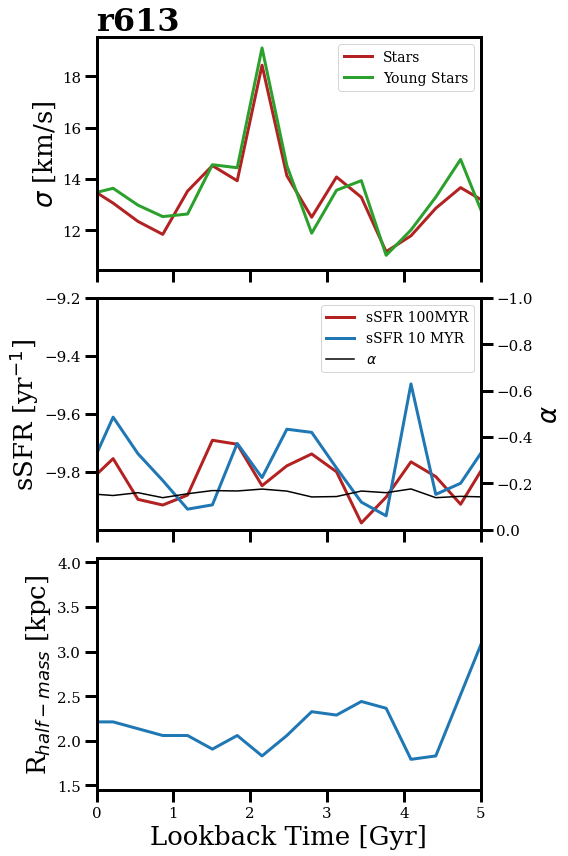 r613
σ [km/s]
18
16
14
12
Stars
Young Stars
sSFR [yr⁻¹]
−9.2
−9.4
−9.6
−9.8
sSFR 100MYR
sSFR 10 MYR
α
−1.0
−0.8
−0.6
−0.4
−0.2
0.0
α
R_half−mass [kpc]
4.0
3.5
3.0
2.5
2.0
1.5
0 1 2 3 4 5
Lookback Time [Gyr]